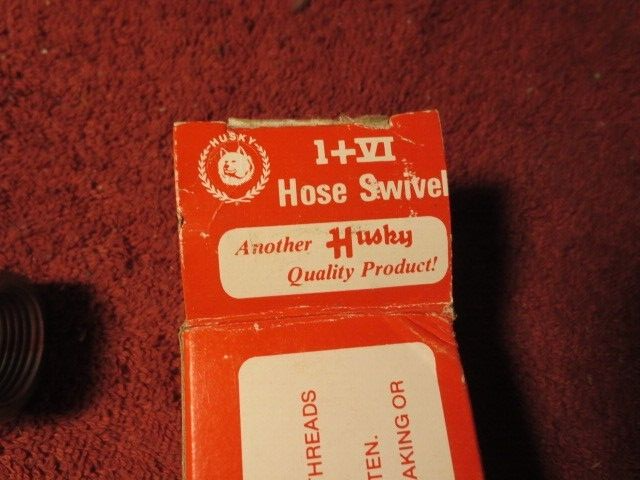 HUSKY
1+VI
Hose Swivel
Another Husky
Quality Product!
THREADS
TEN.
AKING OR